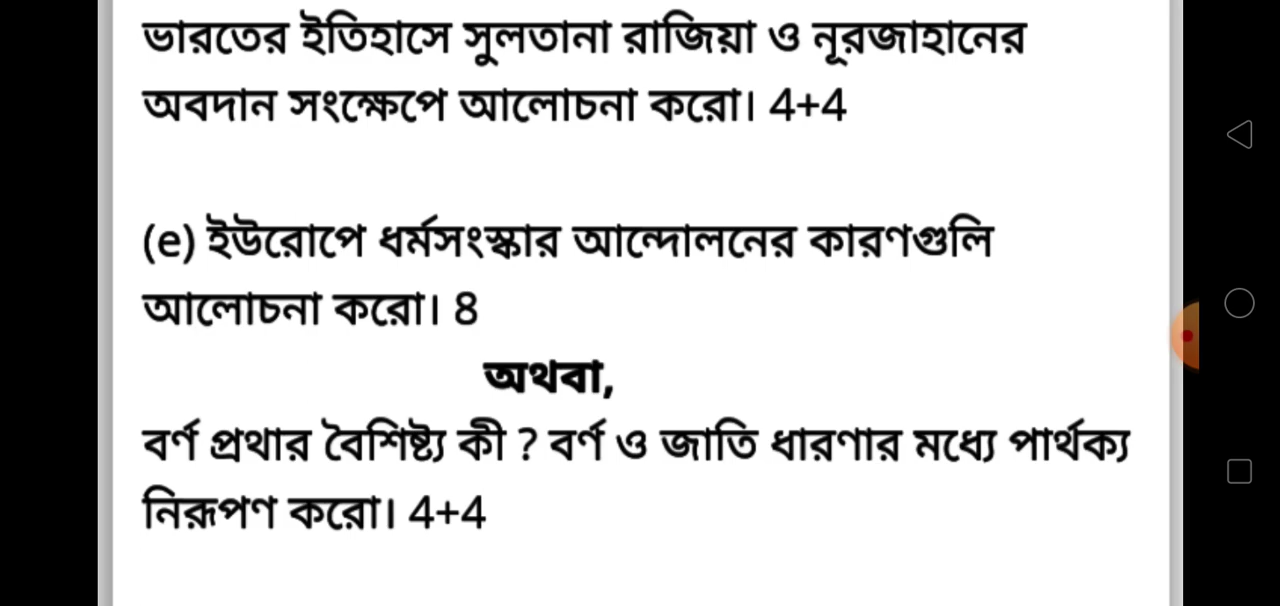 ভারতের ইতিহাসে সুলতানা রাজিয়া ও নূরজাহানের
অবদান সংক্ষেপে আলোচনা করো। 4+4
(e) ইউরোপে ধর্মসংস্কার আন্দোলনের কারণগুলি
আলোচনা করো। 8
অথবা,
বর্ণ প্রথার বৈশিষ্ট্য কী ? বর্ণ ও জাতি ধারণার মধ্যে পার্থক্য
নিরূপণ করো। 4+4